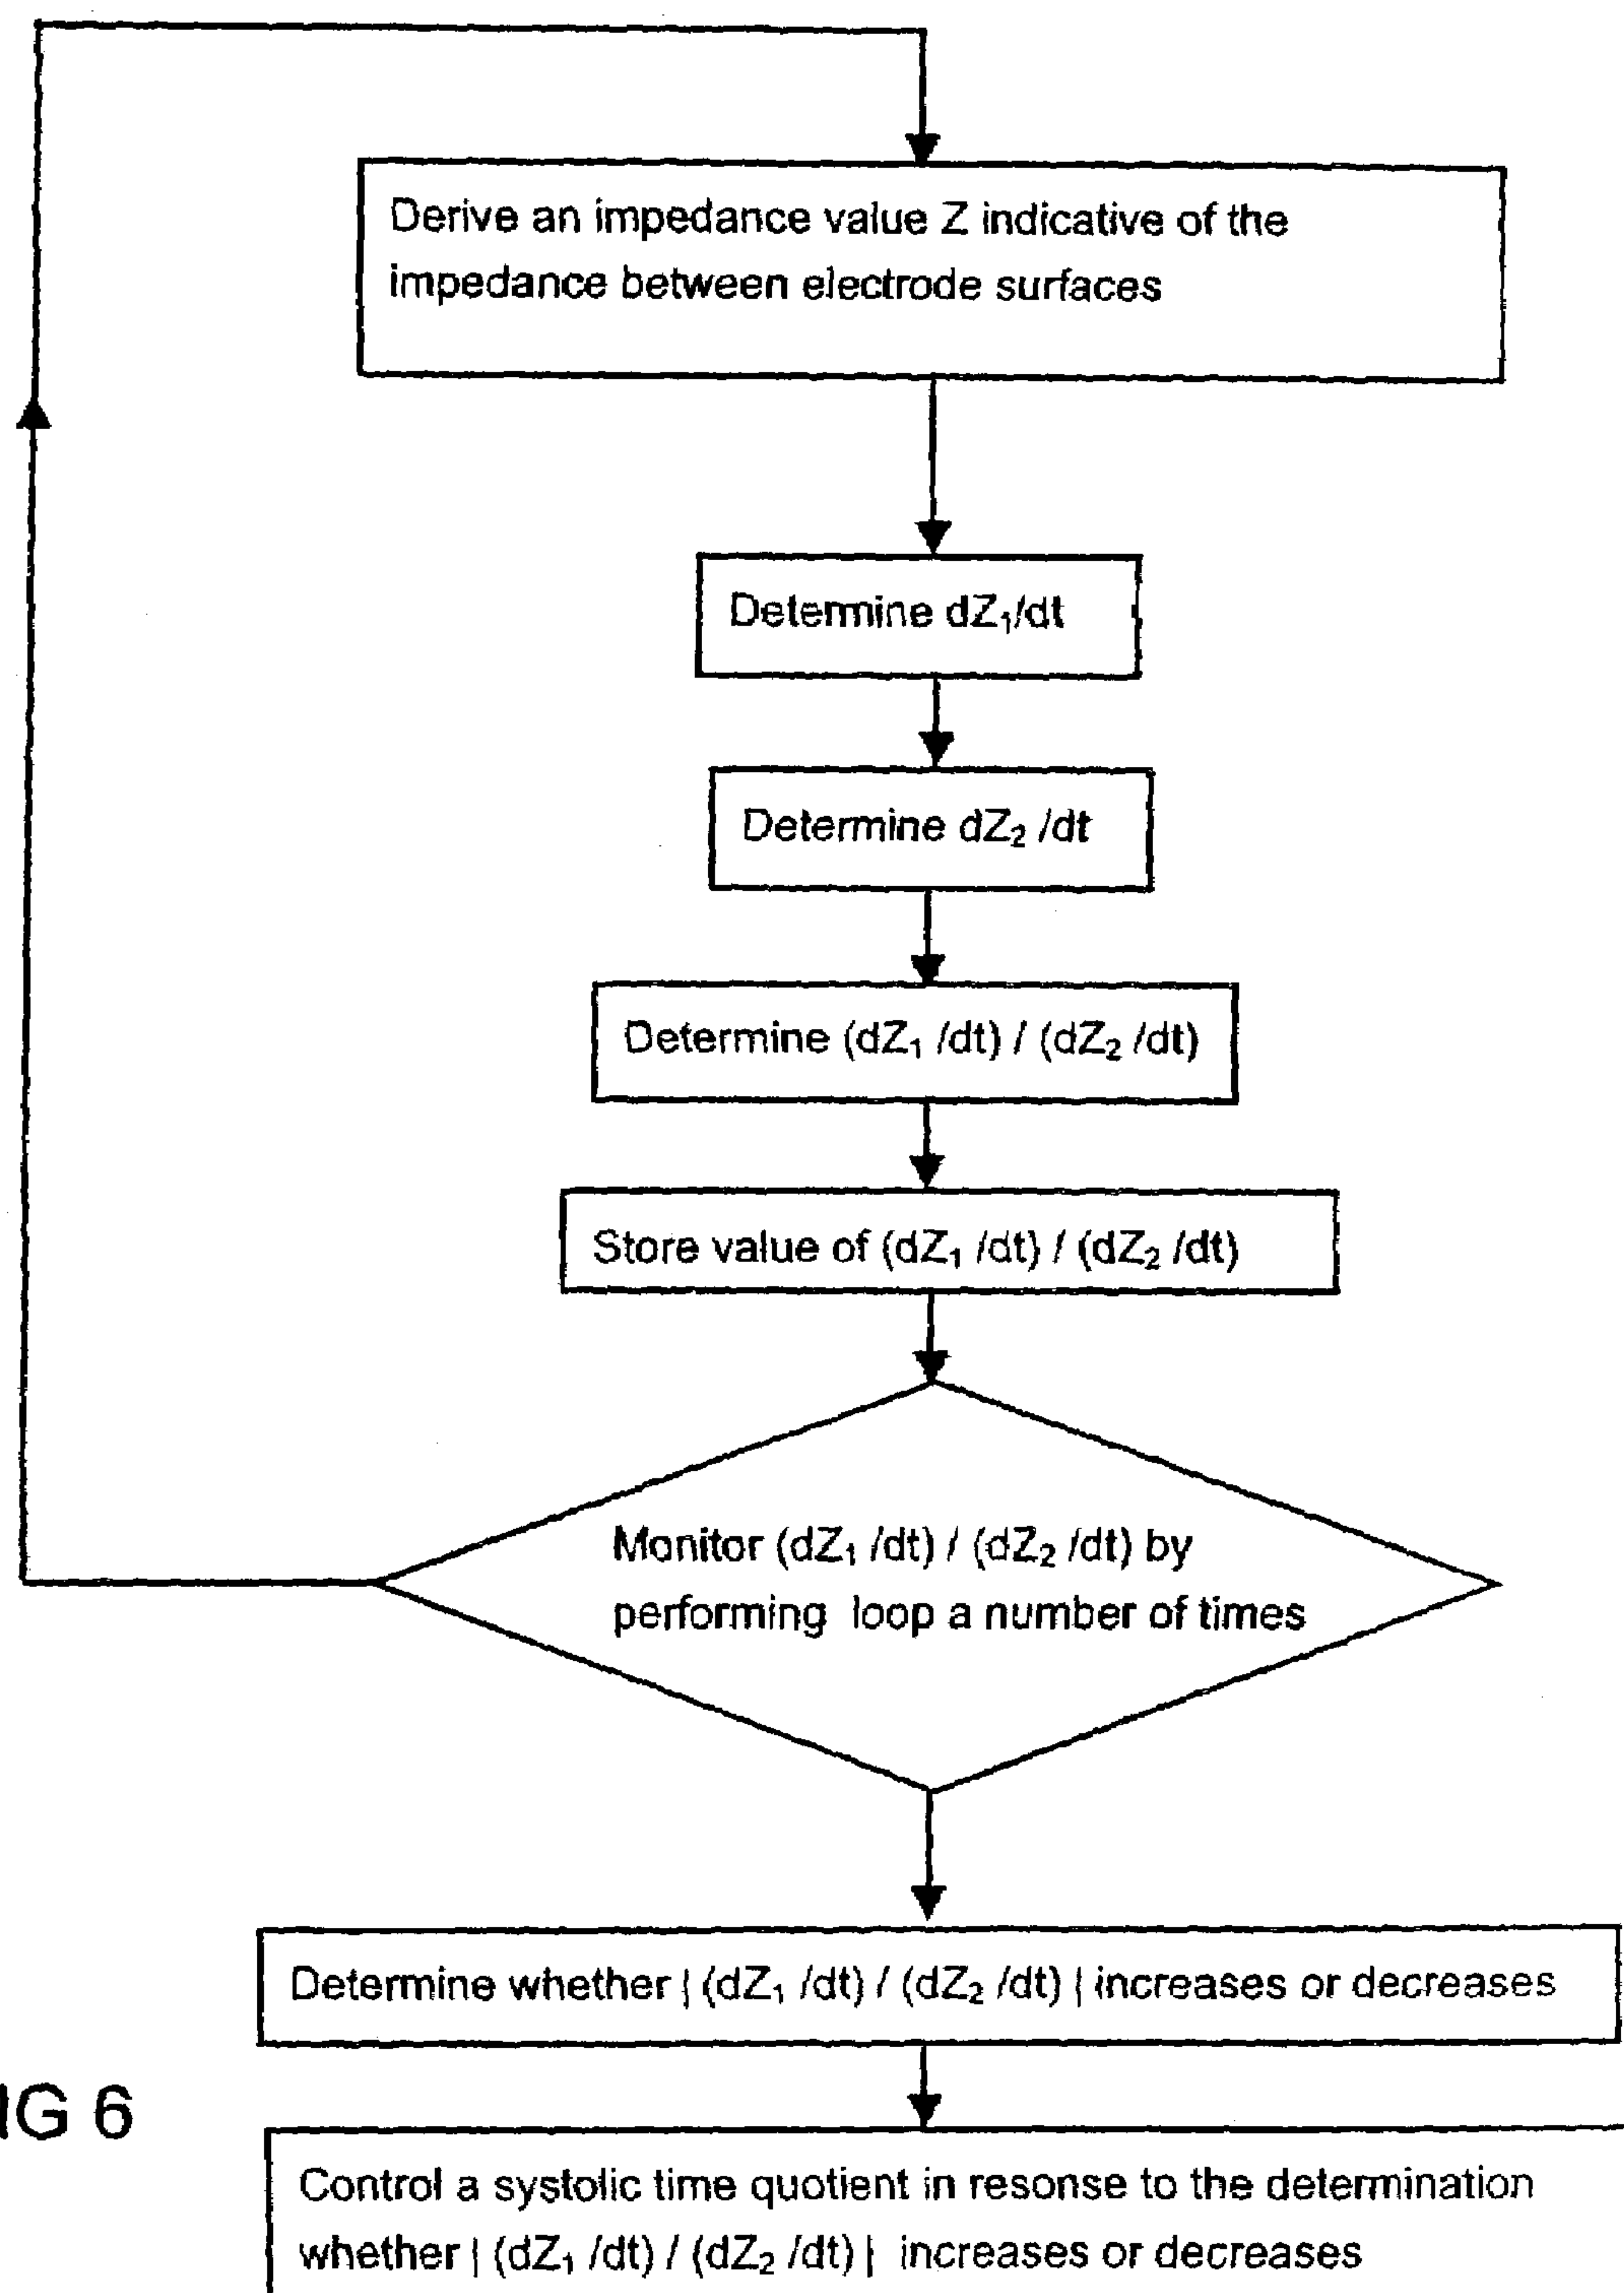 Derive an impedance value Z indicative of the
impedance between electrode surfaces
Determine dZ₁/dt
Determine dZ₂ /dt
Determine (dZ₁ /dt) / (dZ₂ /dt)
Store value of (dZ₁ /dt) / (dZ₂ /dt)
Monitor (dZ₁ /dt) / (dZ₂ /dt) by
performing loop a number of times
Determine whether | (dZ₁ /dt) / (dZ₂ /dt) | increases or decreases
IG 6
Control a systolic time quotient in resonse to the determination
whether | (dZ₁ /dt) / (dZ₂ /dt) | increases or decreases